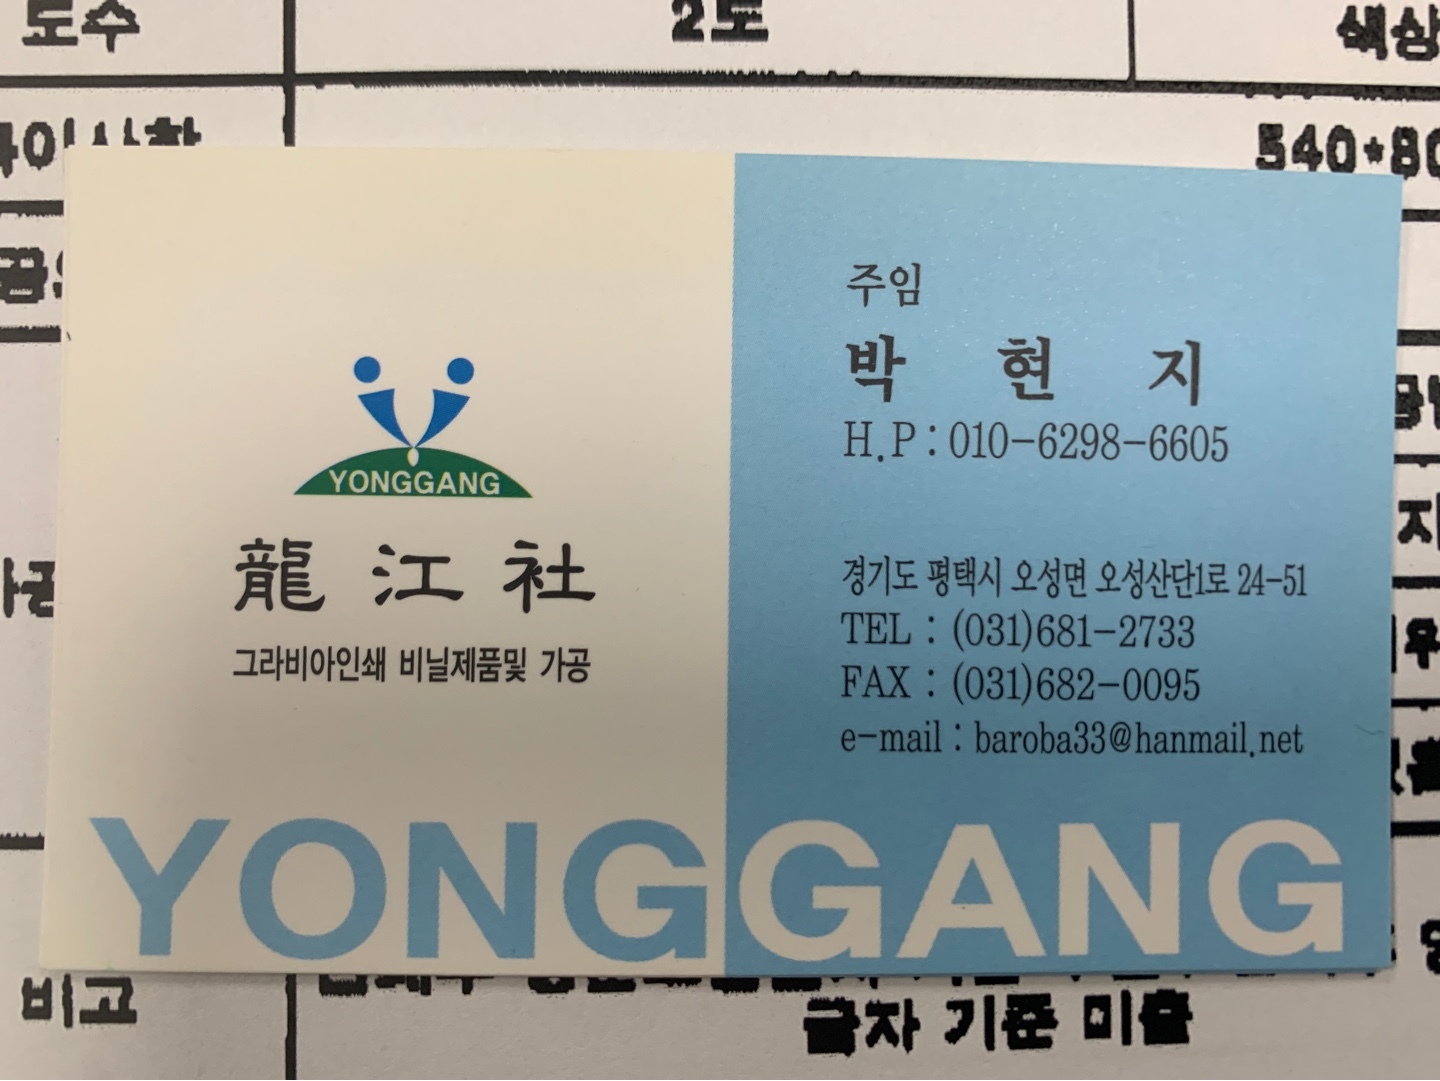 도수
2도
색상
540*80
YONGGANG
龍江社
그라비아인쇄 비닐제품및 가공
주임
박 현 지
H.P : 010-6298-6605
경기도 평택시 오성면 오성산단1로 24-51
TEL : (031)681-2733
FAX : (031)682-0095
e-mail : baroba33@hanmail.net
YONGGANG
비고
글자 기준 미출